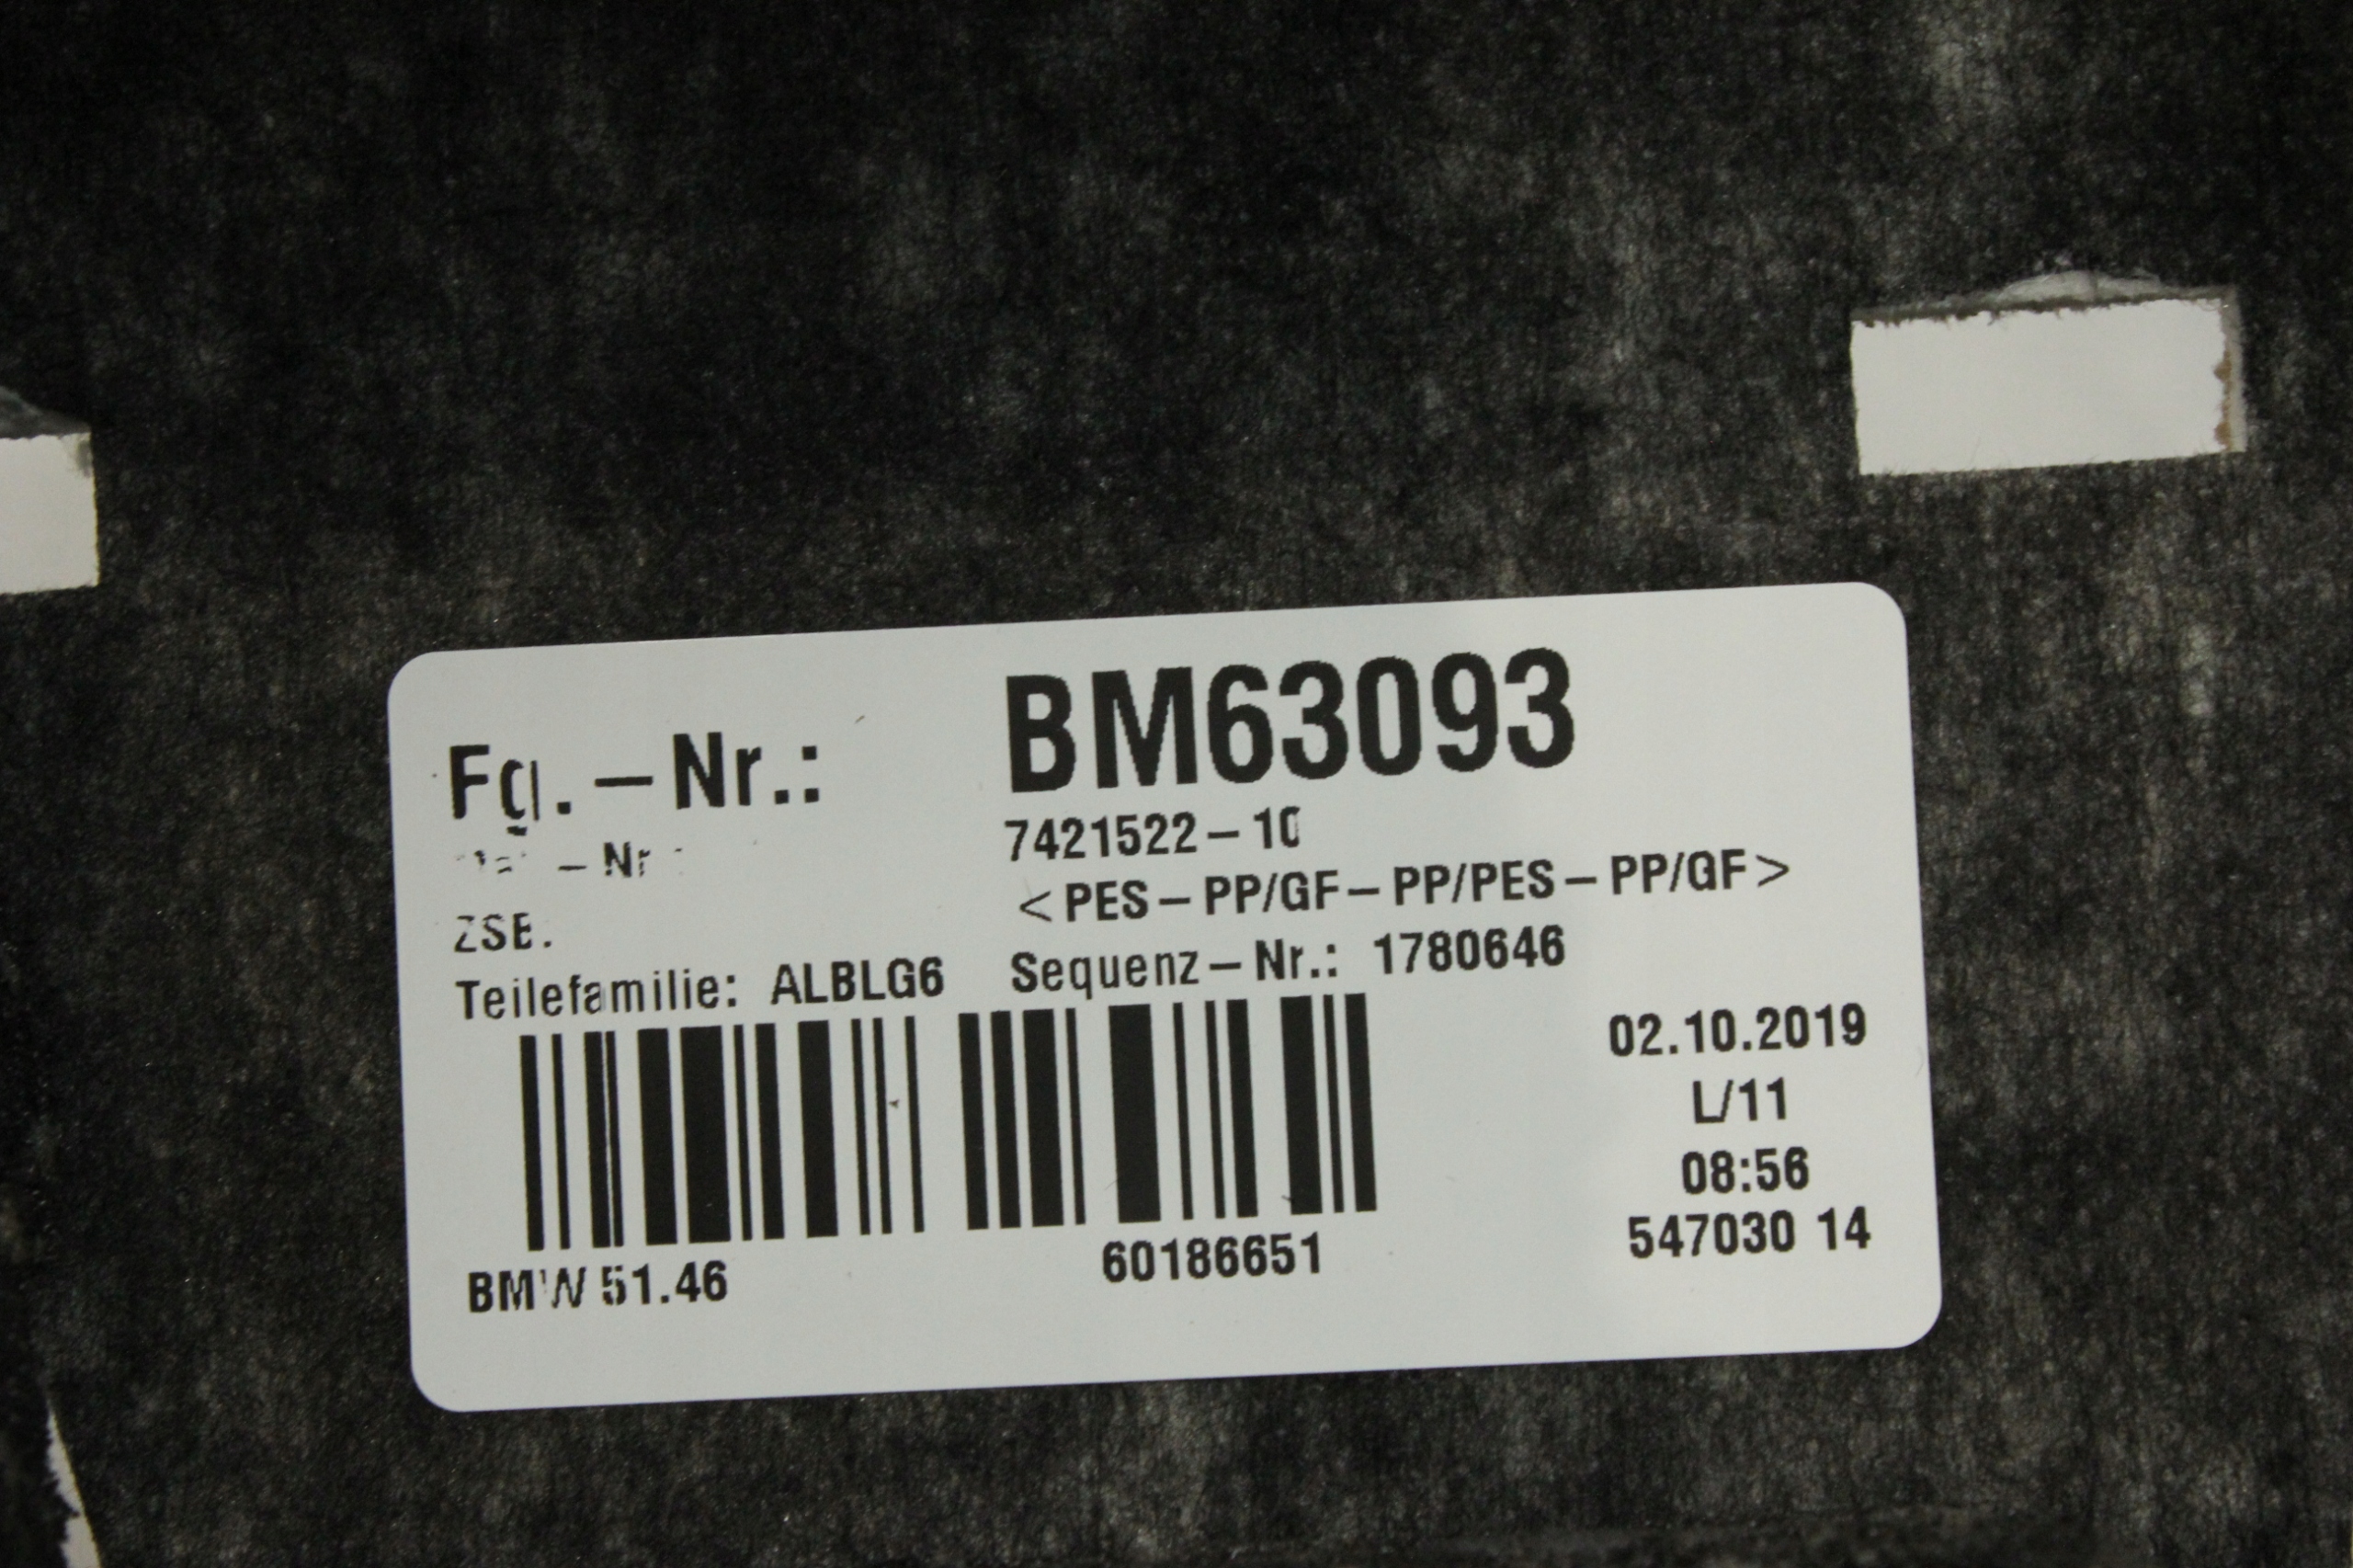 Fg.-Nr.: BM63093
-Nr 7421522-10
ZSB. <PES-PP/GF-PP/PES-PP/GF>
Teilefamilie: ALBLG6 Sequenz-Nr.: 1780646
02.10.2019
L/11
08:56
547030 14
BMW 51.46 60186651